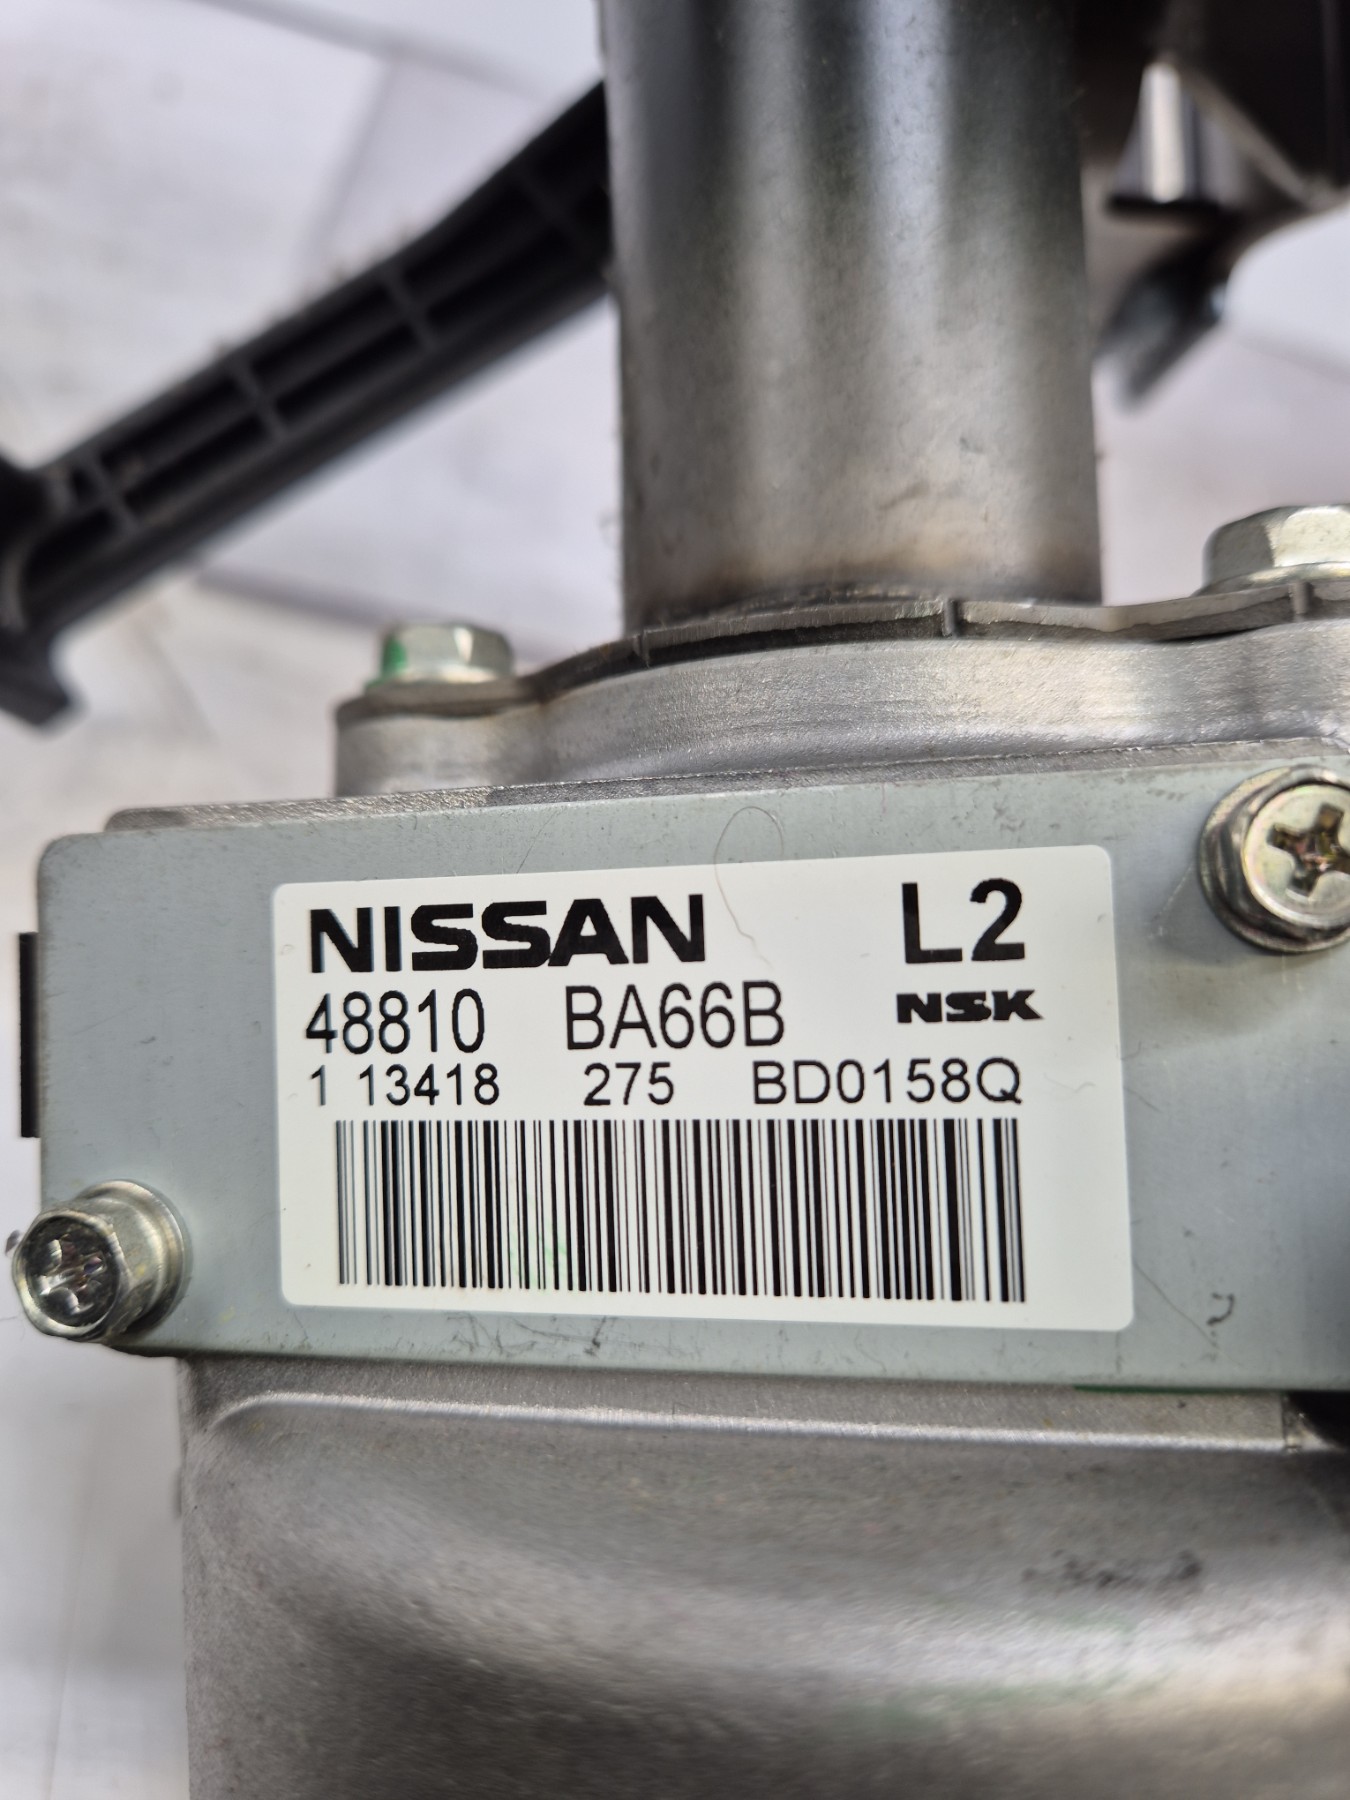 NISSAN L2
48810 BA66B NSK
1 13418 275 BD0158Q